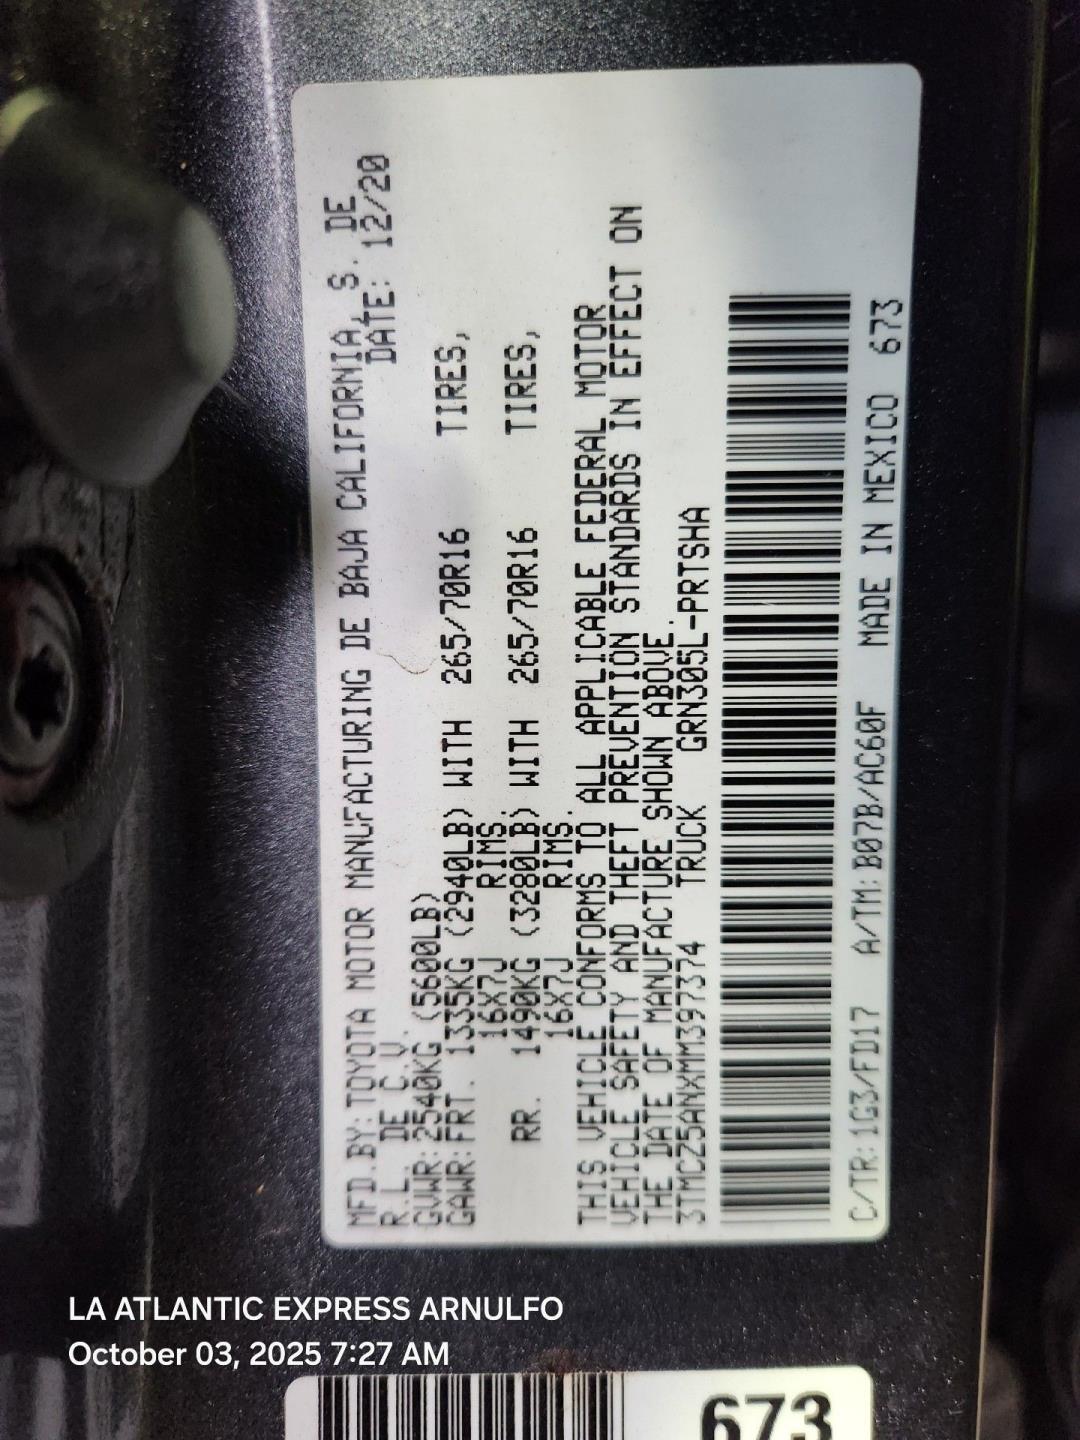 MFD.BY:TOYOTA MOTOR MANUFACTURING DE BAJA CALIFORNIA, S. DE
R.L. DE C.V. DATE: 12/20
GVWR:2540KG (5600LB)
GAWR:FRT. 1335KG (2940LB) WITH 265/70R16 TIRES,
16X7J RIMS.
RR. 1490KG (3280LB) WITH 265/70R16 TIRES,
16X7J RIMS.
THIS VEHICLE CONFORMS TO ALL APPLICABLE FEDERAL MOTOR
VEHICLE SAFETY AND THEFT PREVENTION STANDARDS IN EFFECT ON
THE DATE OF MANUFACTURE SHOWN ABOVE.
3TMCZ5ANXMM397374 TRUCK GRN305L-PRTSHA
C/TR:1G3/FD17 A/TM:B07B/AC60F MADE IN MEXICO 673
LA ATLANTIC EXPRESS ARNULFO
October 03, 2025 7:27 AM
673